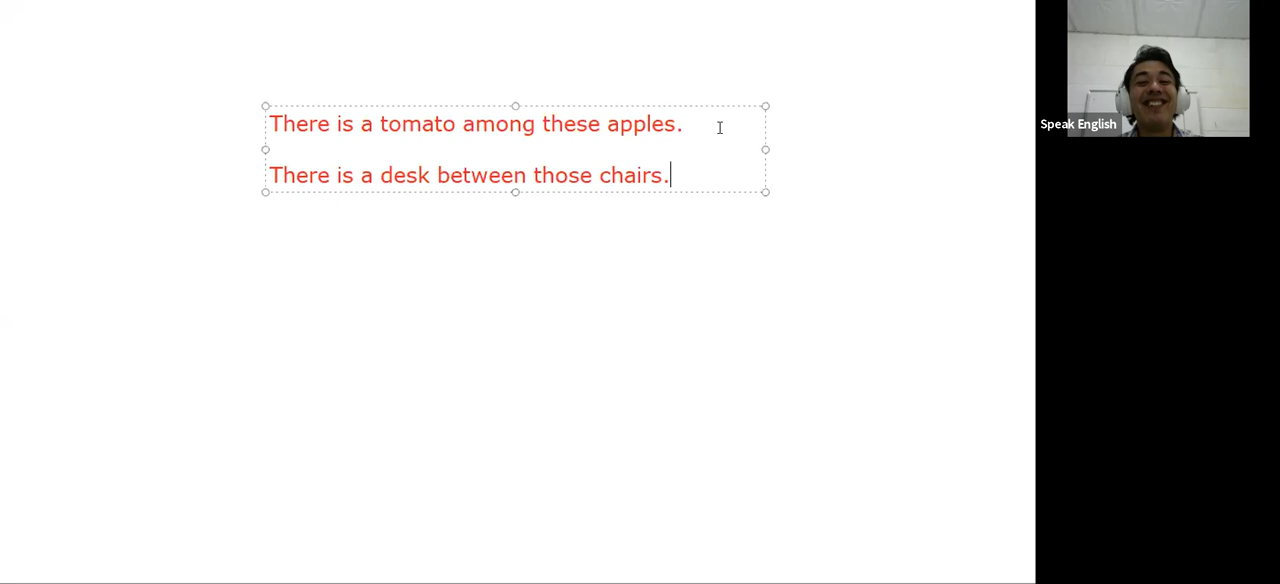 There is a tomato among these apples.
There is a desk between those chairs.
Speak English